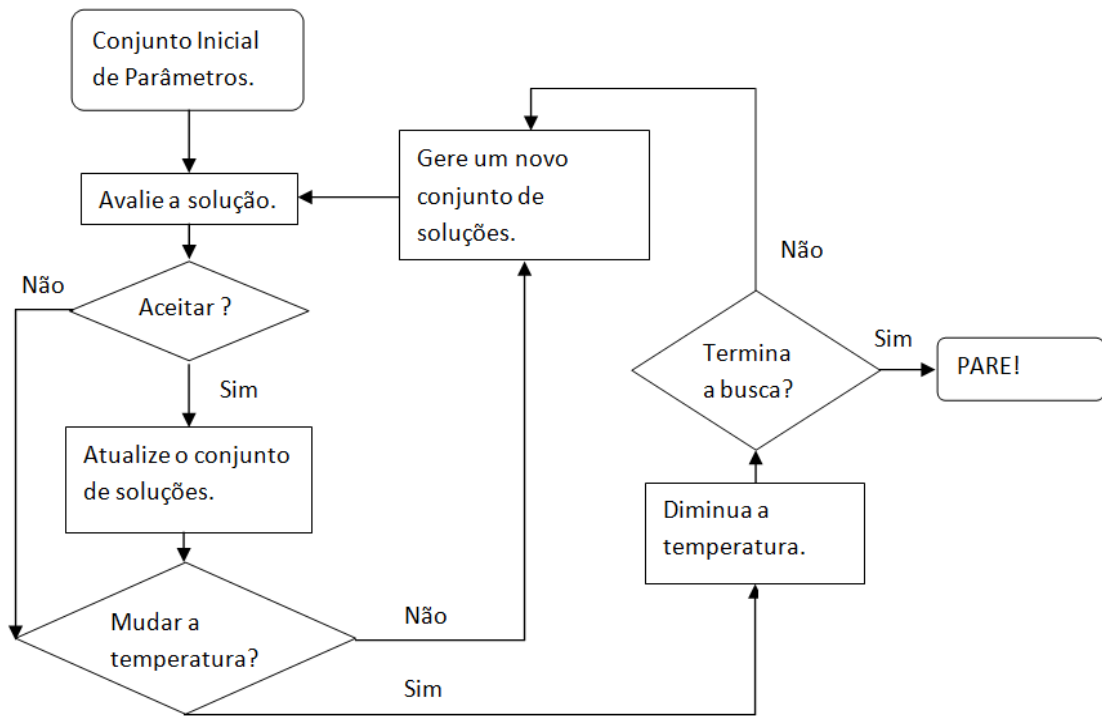 Conjunto Inicial
de Parâmetros.
Avalie a solução.
Gere um novo
conjunto de
soluções.
Não
Aceitar ?
Sim
Atualize o conjunto
de soluções.
Mudar a
temperatura?
Não
Sim
Diminua a
temperatura.
Termina
a busca?
Não
Sim
PARE!